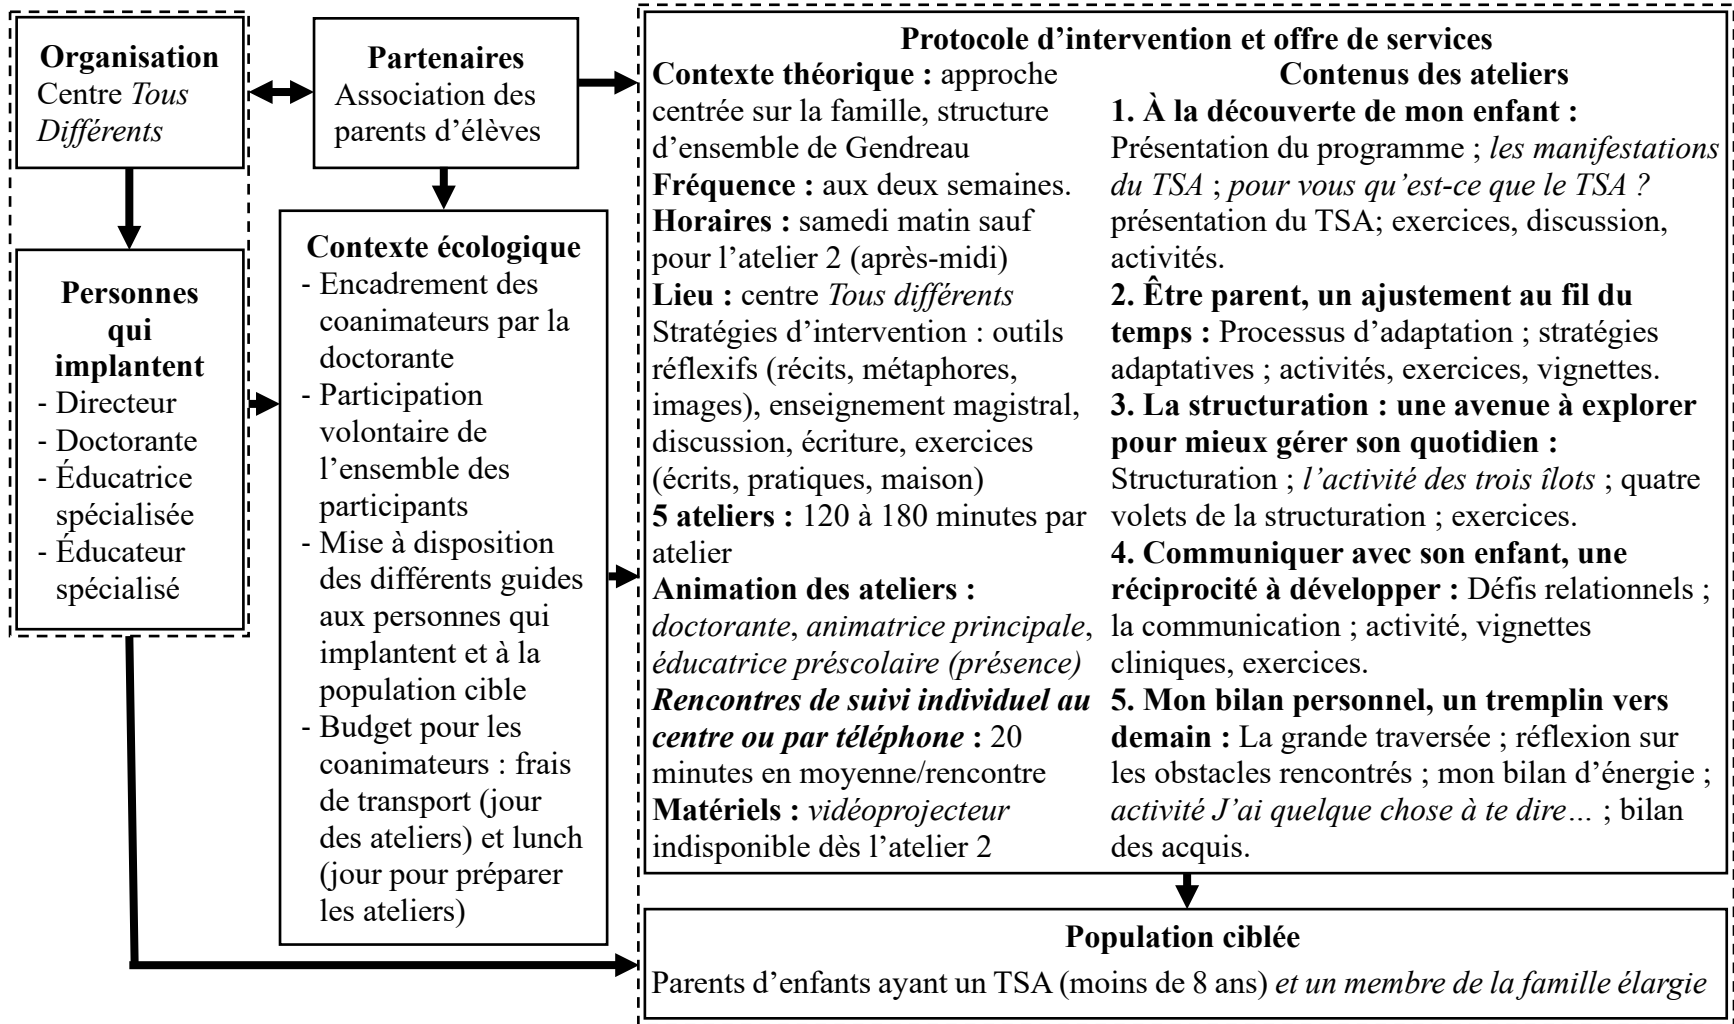 Organisation
Centre Tous
Différents
Partenaires
Association des
parents d’élèves
Personnes
qui
implantent
- Directeur
- Doctorante
- Éducatrice
spécialisée
- Éducateur
spécialisé
Contexte écologique
- Encadrement des
coanimateurs par la
doctorante
- Participation
volontaire de
l’ensemble des
participants
- Mise à disposition
des différents guides
aux personnes qui
implantent et à la
population cible
- Budget pour les
coanimateurs : frais
de transport (jour
des ateliers) et lunch
(jour pour préparer
les ateliers)
Protocole d’intervention et offre de services
Contexte théorique : approche
centrée sur la famille, structure
d’ensemble de Gendreau
Fréquence : aux deux semaines.
Horaires : samedi matin sauf
pour l’atelier 2 (après-midi)
Lieu : centre Tous différents
Stratégies d’intervention : outils
réflexifs (récits, métaphores,
images), enseignement magistral,
discussion, écriture, exercices
(écrits, pratiques, maison)
5 ateliers : 120 à 180 minutes par
atelier
Animation des ateliers :
doctorante, animatrice principale,
éducatrice préscolaire (présence)
Rencontres de suivi individuel au
centre ou par téléphone : 20
minutes en moyenne/rencontre
Matériels : vidéoprojecteur
indisponible dès l’atelier 2
Contenus des ateliers
1. À la découverte de mon enfant :
Présentation du programme ; les manifestations
du TSA ; pour vous qu’est-ce que le TSA ?
présentation du TSA; exercices, discussion,
activités.
2. Être parent, un ajustement au fil du
temps : Processus d’adaptation ; stratégies
adaptatives ; activités, exercices, vignettes.
3. La structuration : une avenue à explorer
pour mieux gérer son quotidien :
Structuration ; l’activité des trois îlots ; quatre
volets de la structuration ; exercices.
4. Communiquer avec son enfant, une
réciprocité à développer : Défis relationnels ;
la communication ; activité, vignettes
cliniques, exercices.
5. Mon bilan personnel, un tremplin vers
demain : La grande traversée ; réflexion sur
les obstacles rencontrés ; mon bilan d’énergie ;
activité J’ai quelque chose à te dire… ; bilan
des acquis.
Population ciblée
Parents d’enfants ayant un TSA (moins de 8 ans) et un membre de la famille élargie